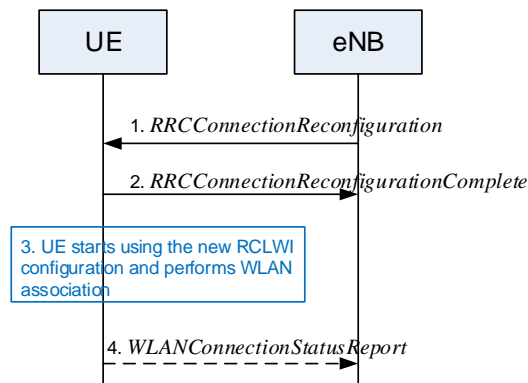 UE
eNB
1. RRCConnectionReconfiguration
2. RRCConnectionReconfigurationComplete
3. UE starts using the new RCLWI
configuration and performs WLAN
association
4. WLANConnectionStatusReport